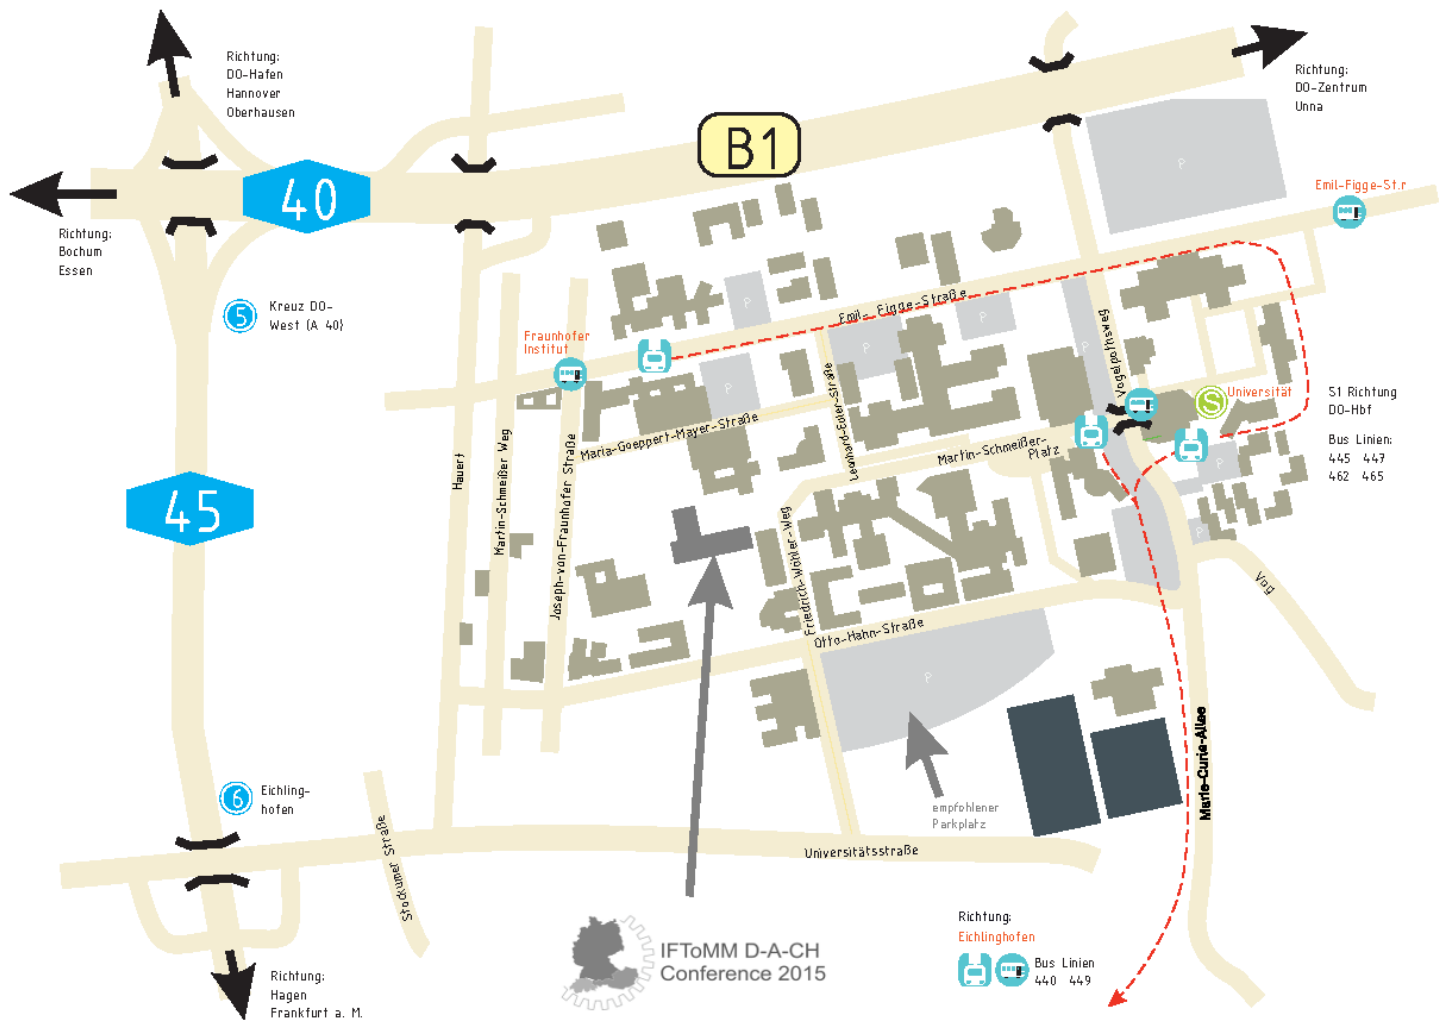 Richtung:
DO-Hafen
Hannover
Oberhausen
Richtung:
DO-Zentrum
Unna
B1
40
P
Emil-Figge-St.r
Richtung:
Bochum
Essen
5
Kreuz DO-
West (A 40)
Fraunhofer
Institut
Emil- Figge-Straße
P
P
P
P
P
Vogelpothsweg
Leonhard-Euler-Straße
Maria-Goeppert-Mayer-Straße
S
Universität
S1 Richtung
DO-Hbf
Bus Linien:
445 447
462 465
Martin-Schmeißer-
Platz
P
P
45
Hauert
Martin-Schmeißer Weg
Joseph-von-Fraunhofer Straße
Friedrich-Wöhler-Weg
Otto-Hahn-Straße
Vog
P
Marie-Curie-Allee
empfohlener
Parkplatz
6
Eichling-
hofen
Stockumer Straße
Universitätsstraße
IFToMM D-A-CH
Conference 2015
Richtung:
Eichlinghofen
Bus Linien
440 449
Richtung:
Hagen
Frankfurt a. M.